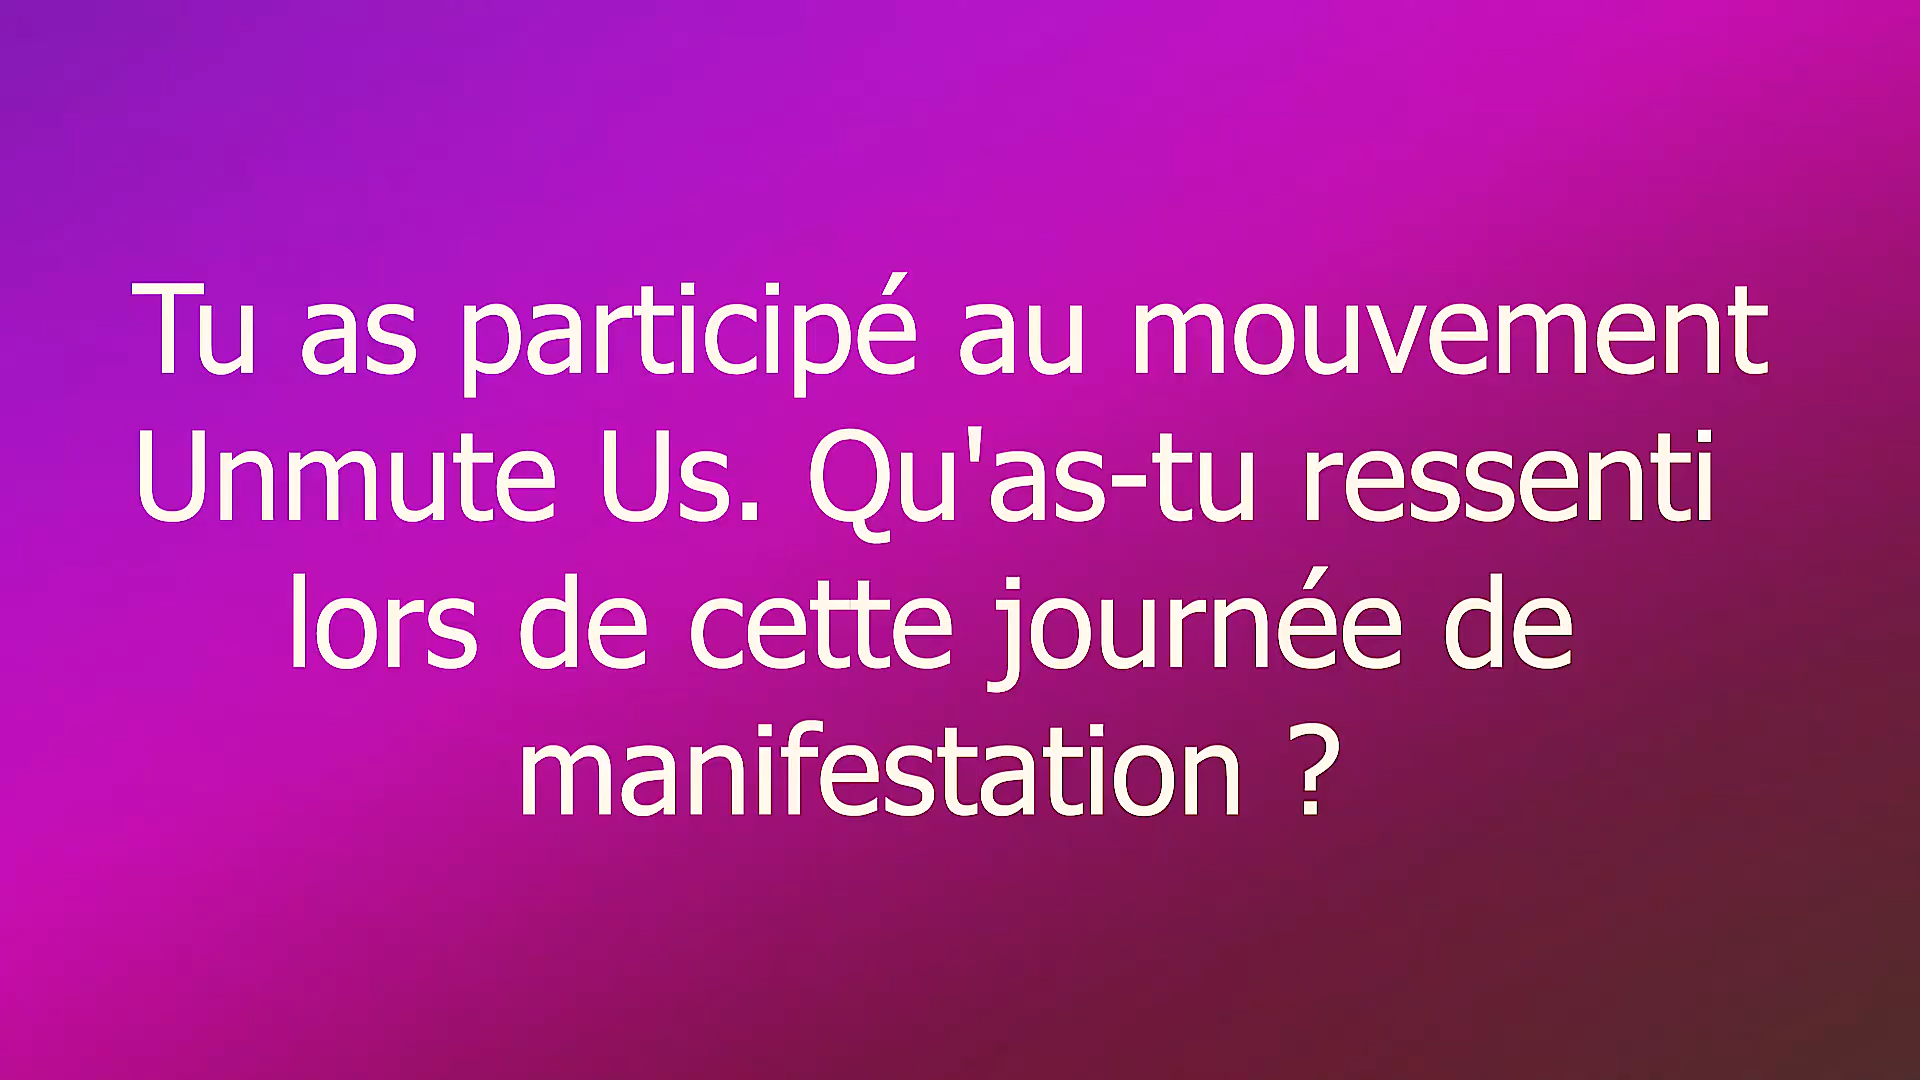 Tu as participé au mouvement
Unmute Us. Qu'as-tu ressenti
lors de cette journée de
manifestation ?